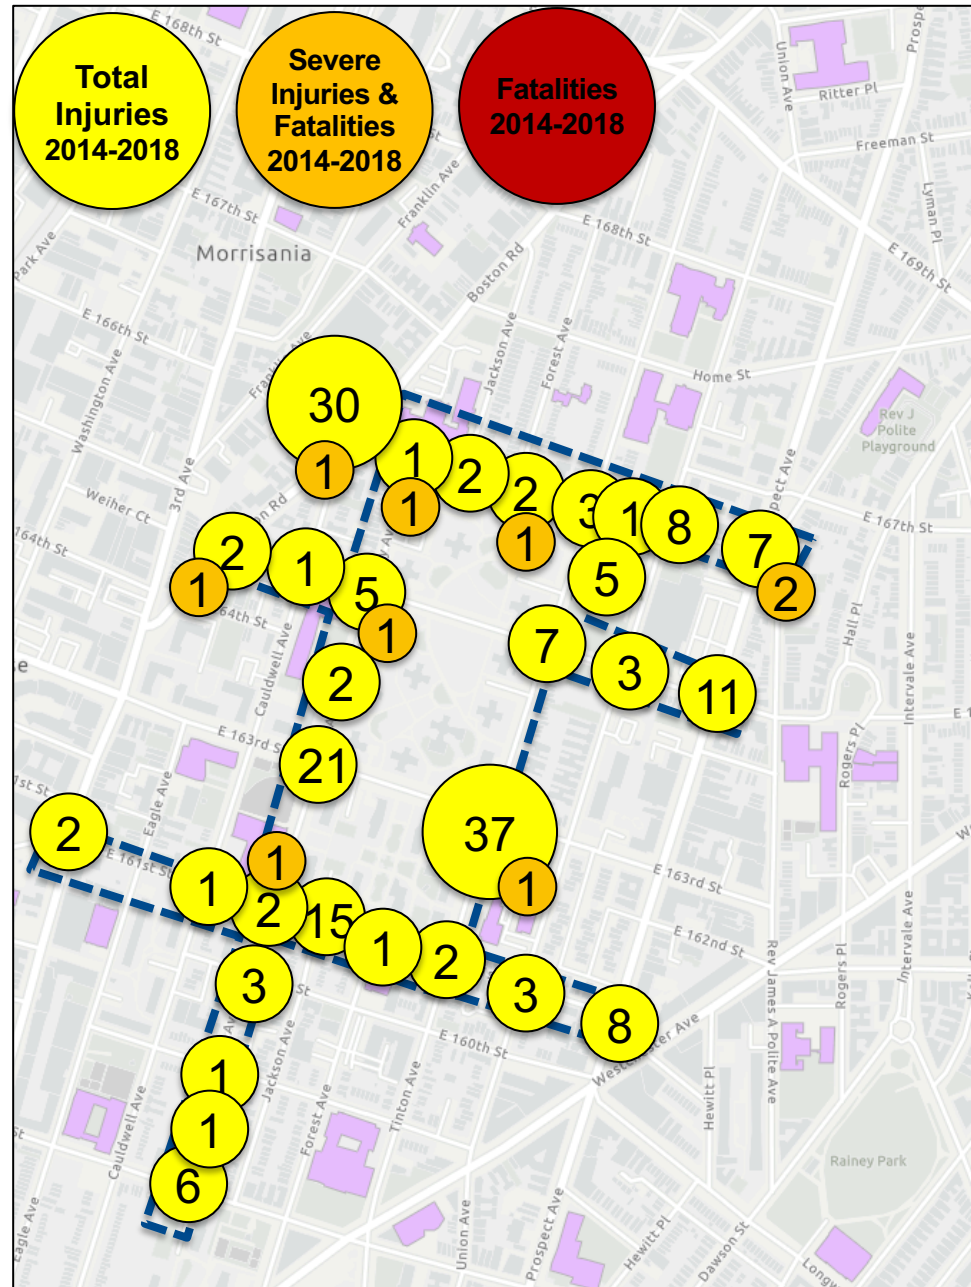 E 168th St
Total
Injuries
2014-2018
Severe
Injuries &
Fatalities
2014-2018
Fatalities
2014-2018
Union Ave
Ritter Pl
Freeman St
Lyman Pl
Franklin Ave
E 167th St
E 168th St
E 169th St
Morrisania
Park Ave
Boston Rd
E 166th St
Jackson Ave
Forest Ave
Home St
Washington Ave
Rev J
Polite
Playground
30
1
1
2
2
3
1
8
7
1
1
2
3rd Ave
Weiher Ct
E 167th St
2
1
5
1
1
5
Hall Pl
7
3
11
2
Cauldwell Ave
Intervale Ave
E 163rd St
21
Rogers Pl
Eagle Ave
37
1
2
E 161st St
1
1
2
15
1
2
3
8
E 163rd St
E 162nd St
Rev James A Polite Ave
Rogers Pl
Intervale Ave
3
E 160th St
Westchester Ave
Jackson Ave
1
1
6
Forest Ave
Tinton Ave
Hewitt Pl
Cauldwell Ave
Rainey Park
Eagle Ave
Union Ave
Prospect Ave
Hewitt Pl
Dawson St